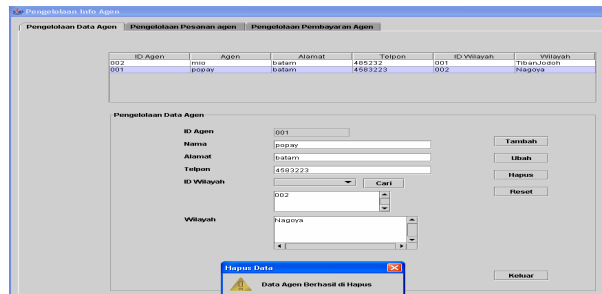 Pengelolaan Info Agen
Pengelolaan Data Agen Pengelolaan Pesanan agen Pengelolaan Pembayaran Agen
ID Agen Agen Alamat Telpon ID Wilayah Wilayah
002 mio batam 485232 001 TibanJodoh
001 popay batam 4583223 002 Nagoya
Pengelolaan Data Agen
ID Agen 001
Nama popay Tambah
Alamat batam Ubah
Telpon 4583223 Hapus
ID Wilayah Cari Reset
002
Wilayah Nagoya
Hapus Data Keluar
Data Agen Berhasil di Hapus